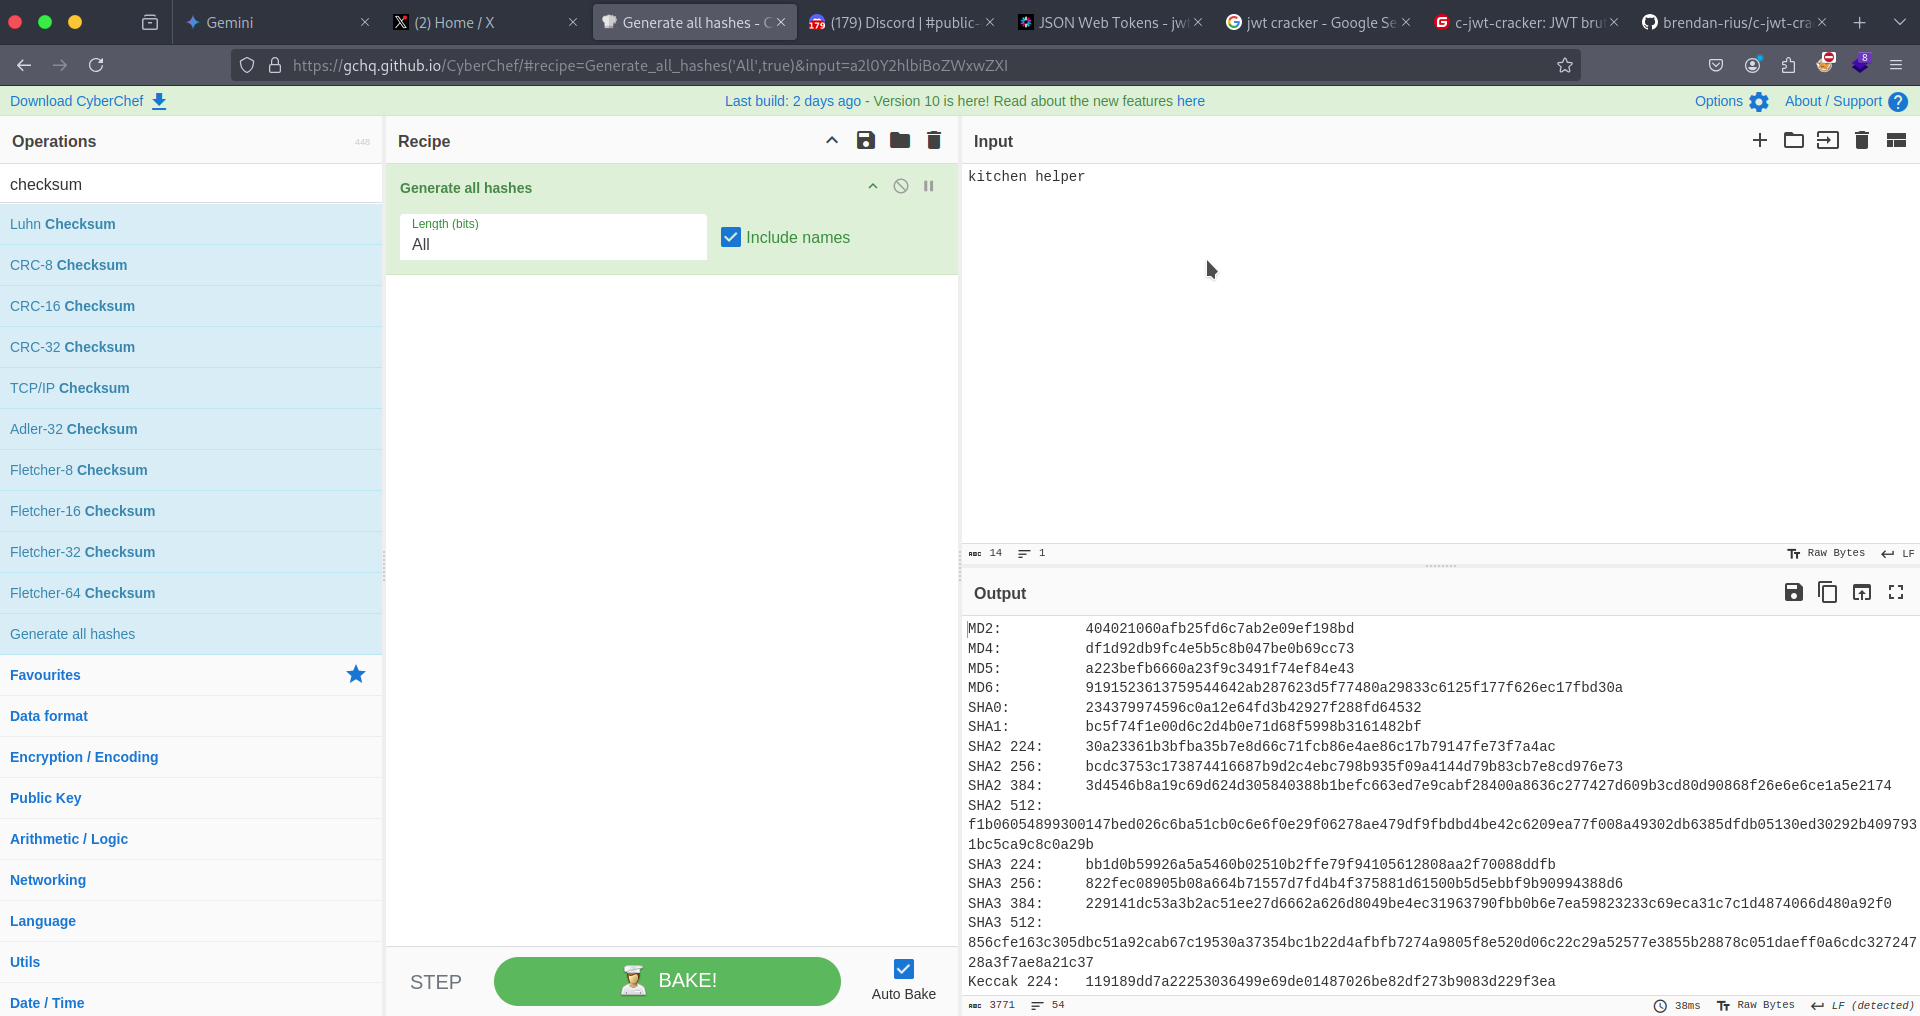 Gemini
(2) Home / X
Generate all hashes - C
179
(179) Discord | #public-
JSON Web Tokens - jw
jwt cracker - Google Se
c-jwt-cracker: JWT bru
brendan-rius/c-jwt-cra
https://gchq.github.io/CyberChef/#recipe=Generate_all_hashes('All',true)&input=a2l0Y2hlbiBoZWxwZXI
8
Download CyberChef
Last build: 2 days ago - Version 10 is here! Read about the new features here
Options
About / Support
Operations
448
checksum
Luhn Checksum
CRC-8 Checksum
CRC-16 Checksum
CRC-32 Checksum
TCP/IP Checksum
Adler-32 Checksum
Fletcher-8 Checksum
Fletcher-16 Checksum
Fletcher-32 Checksum
Fletcher-64 Checksum
Generate all hashes
Favourites
Data format
Encryption / Encoding
Public Key
Arithmetic / Logic
Networking
Language
Utils
Date / Time
Recipe
Generate all hashes
Length (bits)
All
Include names
STEP
BAKE!
Auto Bake
Input
kitchen helper
ABC 14 1
Raw Bytes LF
Output
MD2: 404021060afb25fd6c7ab2e09ef198bd
MD4: df1d92db9fc4e5b5c8b047be0b69cc73
MD5: a223befb6660a23f9c3491f74ef84e43
MD6: 9191523613759544642ab287623d5f77480a29833c6125f177f626ec17fbd30a
SHA0: 234379974596c0a12e64fd3b42927f288fd64532
SHA1: bc5f74f1e00d6c2d4b0e71d68f5998b3161482bf
SHA2 224: 30a23361b3bfba35b7e8d66c71fcb86e4ae86c17b79147fe73f7a4ac
SHA2 256: bcdc3753c173874416687b9d2c4ebc798b935f09a4144d79b83cb7e8cd976e73
SHA2 384: 3d4546b8a19c69d624d305840388b1befc663ed7e9cabf28400a8636c277427d609b3cd80d90868f26e6e6ce1a5e2174
SHA2 512:
f1b06054899300147bed026c6ba51cb0c6e6f0e29f06278ae479df9fbdbd4be42c6209ea77f008a49302db6385dfdb05130ed30292b409793
1bc5ca9c8c0a29b
SHA3 224: bb1d0b59926a5a5460b02510b2ffe79f94105612808aa2f70088ddfb
SHA3 256: 822fec08905b08a664b71557d7fd4b4f375881d61500b5d5ebbf9b90994388d6
SHA3 384: 229141dc53a3b2ac51ee27d6662a626d8049be4ec31963790fbb0b6e7ea59823233c69eca31c7c1d4874066d480a92f0
SHA3 512:
856cfe163c305dbc51a92cab67c19530a37354bc1b22d4afbfb7274a9805f8e520d06c22c29a52577e3855b28878c051daeff0a6cdc327247
28a3f7ae8a21c37
Keccak 224: 119189dd7a22253036499e69de01487026be82df273b9083d229f3ea
ABC 3771 54
38ms Raw Bytes LF (detected)